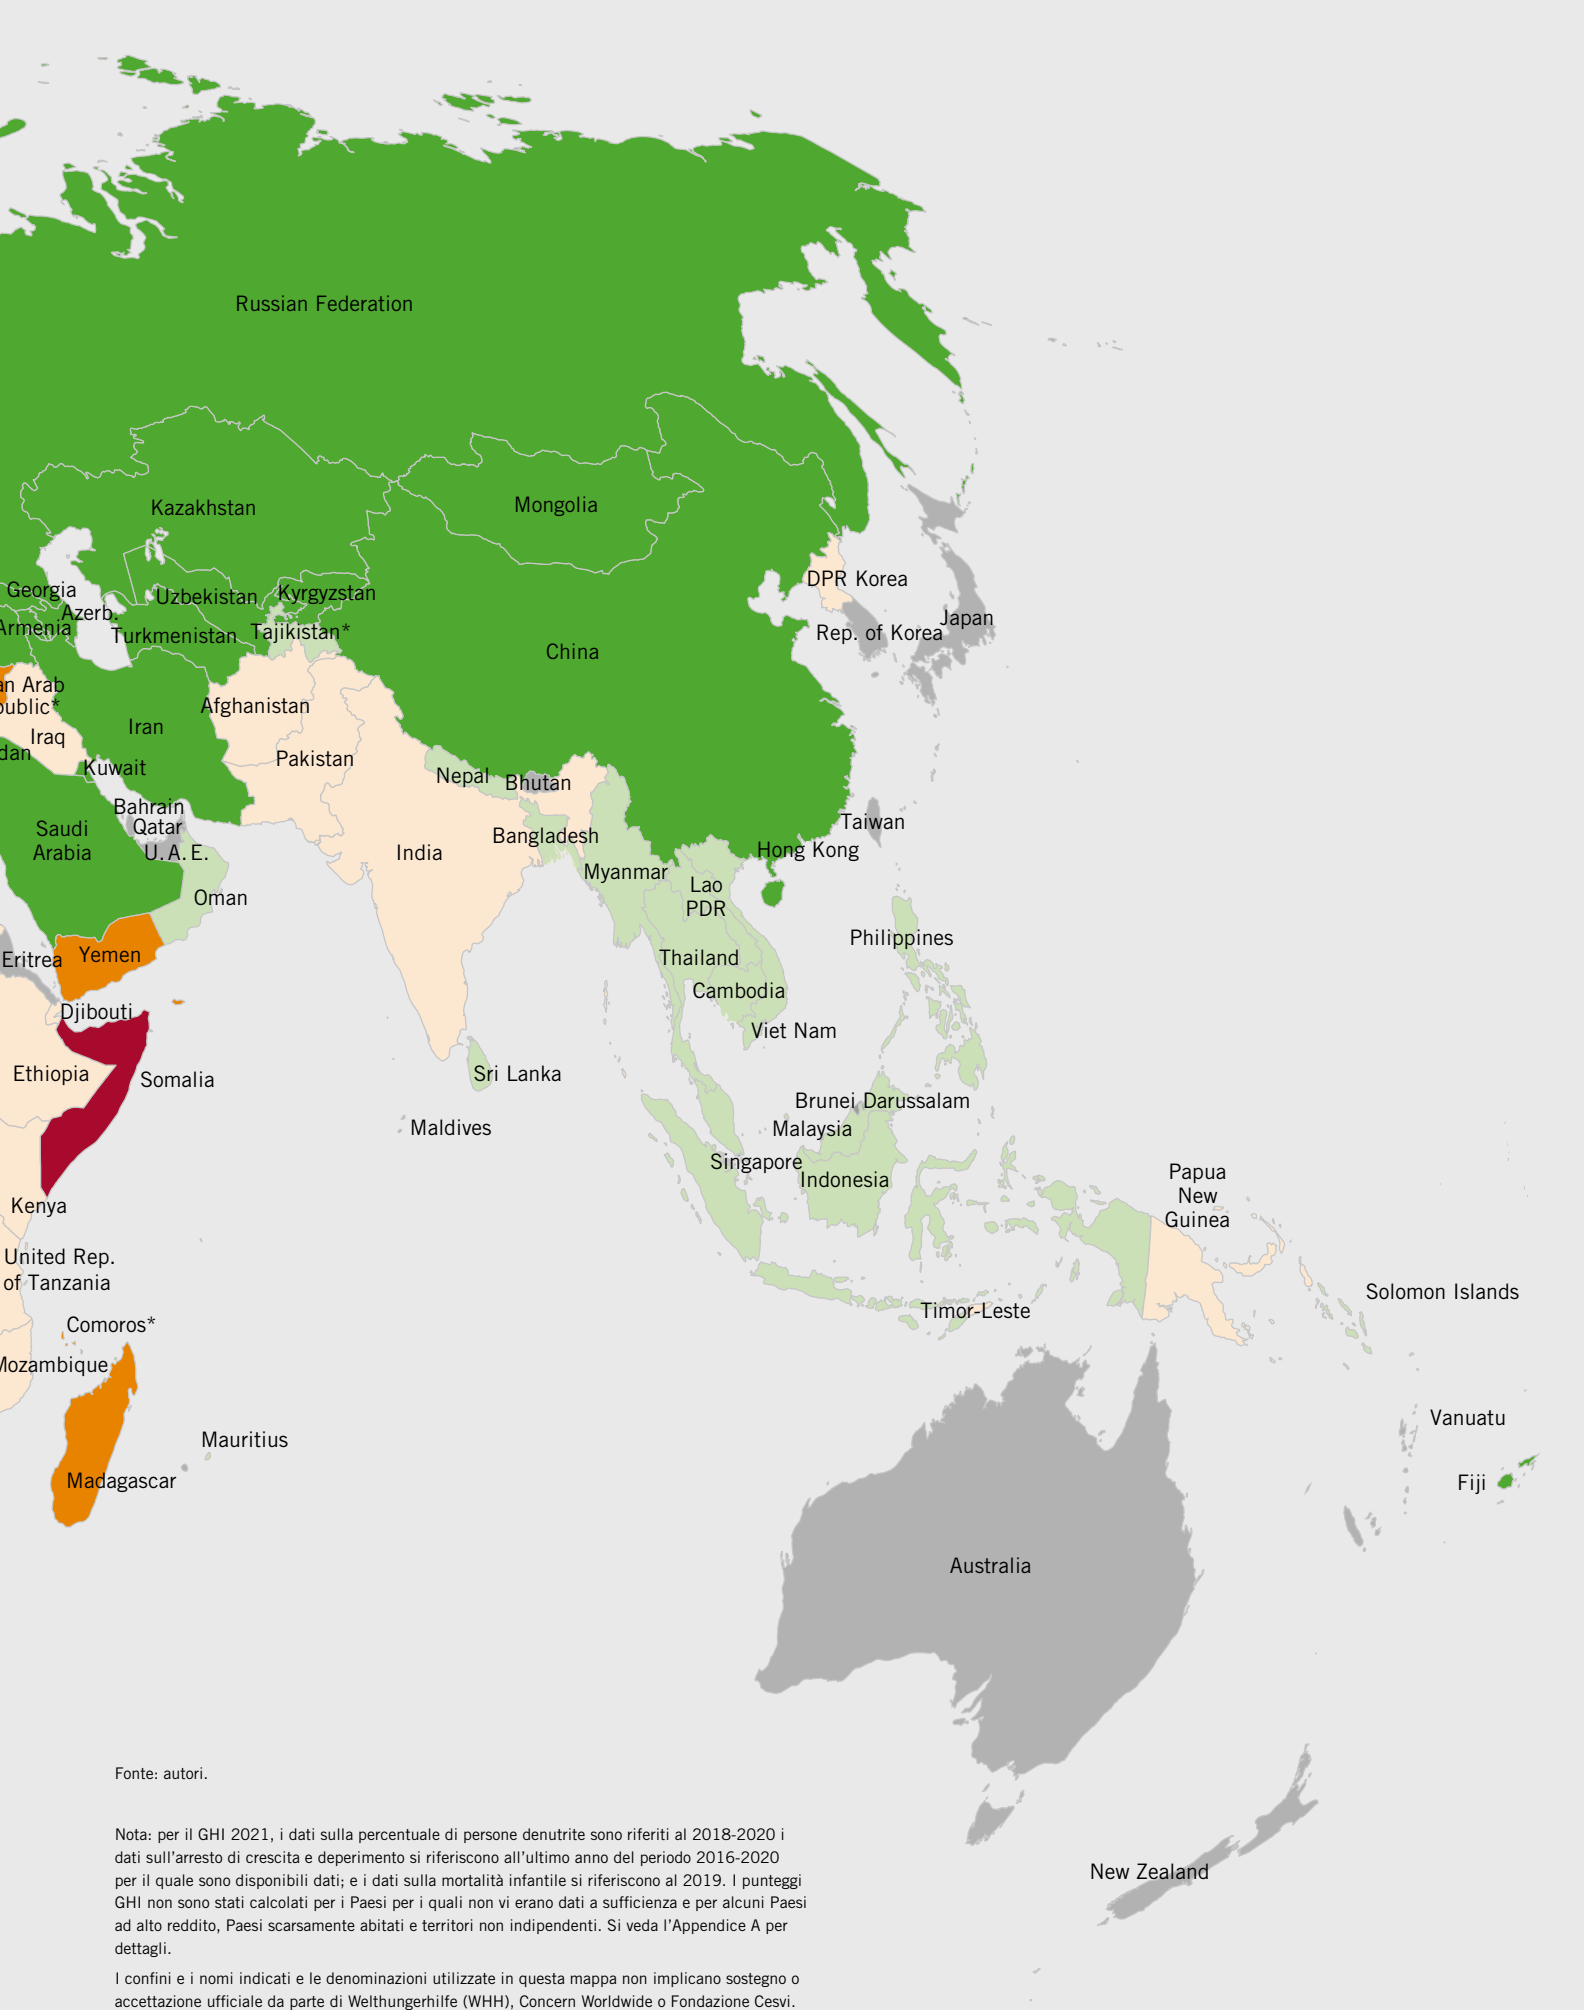 Russian Federation
Kazakhstan
Mongolia
DPR Korea
Georgia
Uzbekistan
Kyrgyzstan
Azerb.
Armenia
Turkmenistan
Tajikistan*
Japan
Rep. of Korea
China
an Arab
public*
Afghanistan
Iran
Iraq
dan
Pakistan
Kuwait
Nepal
Bhutan
Bahrain
Qatar
Saudi
Arabia
U.A.E.
Bangladesh
India
Taiwan
Hong Kong
Myanmar
Lao
PDR
Oman
Philippines
Eritrea
Yemen
Thailand
Cambodia
Djibouti
Viet Nam
Ethiopia
Somalia
Sri Lanka
Brunei Darussalam
Maldives
Malaysia
Singapore
Indonesia
Papua
New
Guinea
Kenya
United Rep.
of Tanzania
Solomon Islands
Timor-Leste
Comoros*
Mozambique
Mauritius
Vanuatu
Madagascar
Fiji
Australia
New Zealand
Fonte: autori.
Nota: per il GHI 2021, i dati sulla percentuale di persone denutrite sono riferiti al 2018-2020 i
dati sull'arresto di crescita e deperimento si riferiscono all'ultimo anno del periodo 2016-2020
per il quale sono disponibili dati; e i dati sulla mortalità infantile si riferiscono al 2019. I punteggi
GHI non sono stati calcolati per i Paesi per i quali non vi erano dati a sufficienza e per alcuni Paesi
ad alto reddito, Paesi scarsamente abitati e territori non indipendenti. Si veda l'Appendice A per
dettagli.
I confini e i nomi indicati e le denominazioni utilizzate in questa mappa non implicano sostegno o
accettazione ufficiale da parte di Welthungerhilfe (WHH), Concern Worldwide o Fondazione Cesvi.